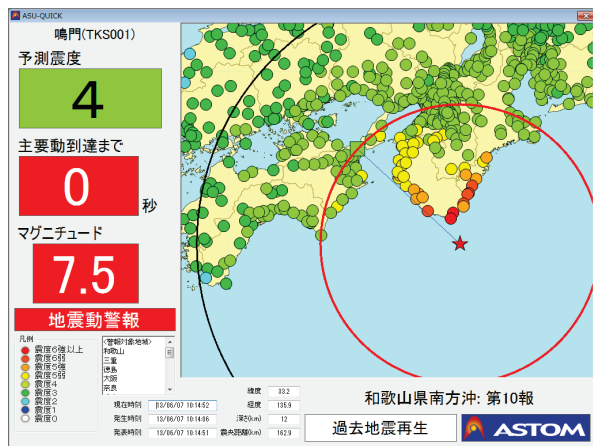 ASU-QUICK
鳴門(TKS001)
予測震度
4
主要動到達まで
0
秒
マグニチュード
7.5
地震動警報
凡例
震度6強以上
震度6弱
震度5強
震度5弱
震度4
震度3
震度2
震度1
震度0
<警報対象地域>
和歌山
三重
徳島
大阪
奈良
現在時刻 13/06/07 10:14:52
発生時刻 13/06/07 10:14:06
発表時刻 13/06/07 10:14:51
緯度 33.2
経度 135.9
深さ(km) 12
震央距離(km) 162.9
和歌山県南方沖: 第10報
過去地震再生
ASTOM